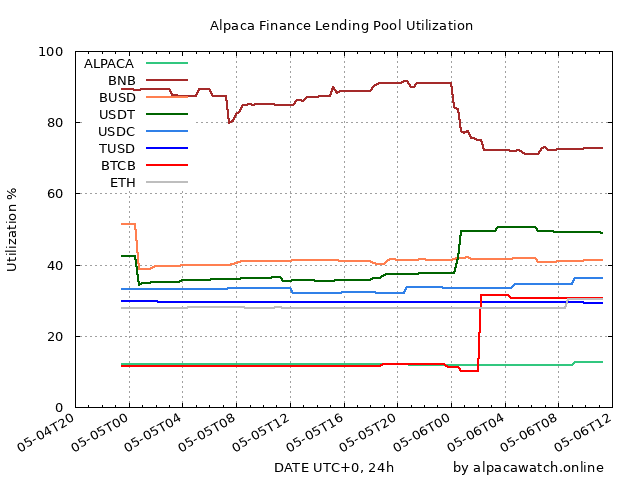 Alpaca Finance Lending Pool Utilization
100
80
60
40
20
0
Utilization %
ALPACA
BNB
BUSD
USDT
USDC
TUSD
BTCB
ETH
05-04T20
05-05T00
05-05T04
05-05T08
05-05T12
05-05T16
05-05T20
05-06T00
05-06T04
05-06T08
05-06T12
DATE UTC+0, 24h
by alpacawatch.online